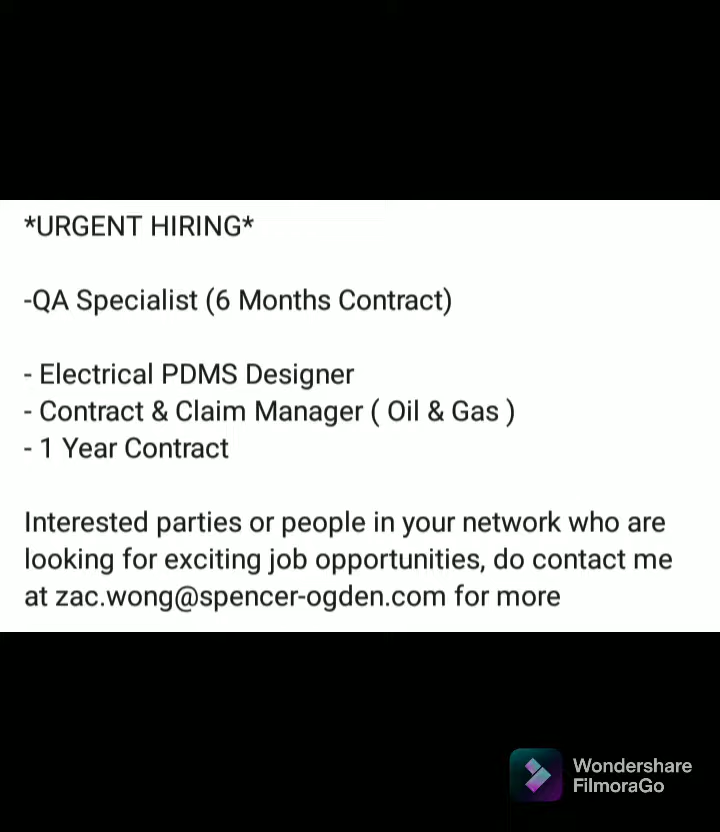 *URGENT HIRING*
-QA Specialist (6 Months Contract)
- Electrical PDMS Designer
- Contract & Claim Manager ( Oil & Gas )
- 1 Year Contract
Interested parties or people in your network who are
looking for exciting job opportunities, do contact me
at zac.wong@spencer-ogden.com for more
Wondershare
FilmoraGo